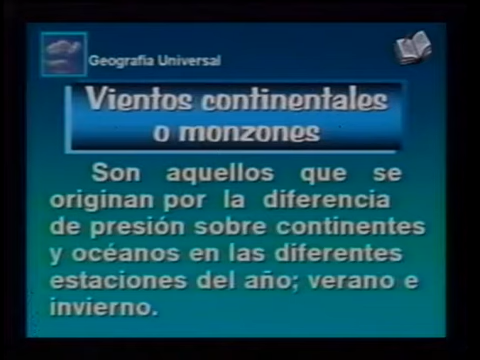 Geografía Universal
Vientos continentales
o monzones
Son aquellos que se
originan por la diferencia
de presión sobre continentes
y océanos en las diferentes
estaciones del año; verano e
invierno.